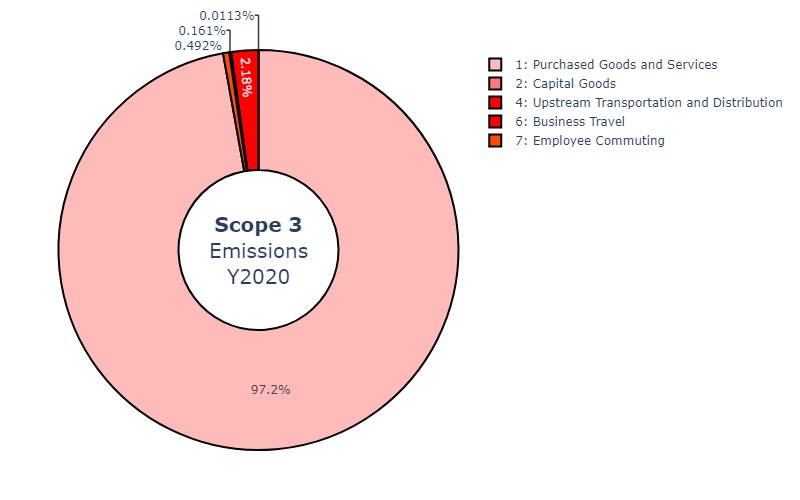 0.0113%
0.161%
0.492%
2.18%
Scope 3
Emissions
Y2020
97.2%
1: Purchased Goods and Services
2: Capital Goods
4: Upstream Transportation and Distribution
6: Business Travel
7: Employee Commuting